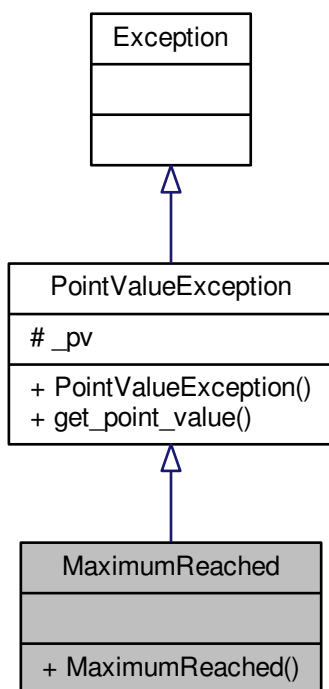 Exception
PointValueException
# _pv
+ PointValueException()
+ get_point_value()
MaximumReached
+ MaximumReached()